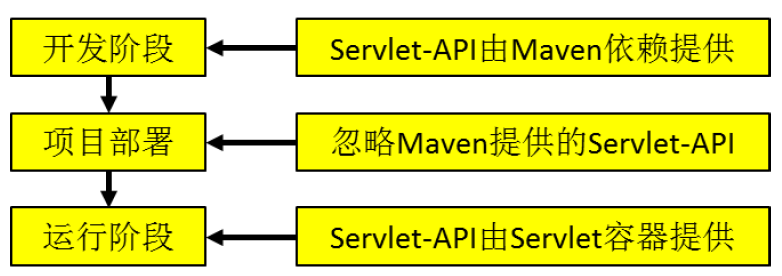 开发阶段
Servlet-API由Maven依赖提供
项目部署
忽略Maven提供的Servlet-API
运行阶段
Servlet-API由Servlet容器提供